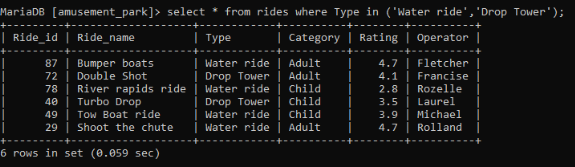 MariaDB [amusement_park]> select * from rides where Type in ('Water ride','Drop Tower');
+---------+-------------------+------------+----------+--------+----------+
| Ride_id | Ride_name         | Type       | Category | Rating | Operator |
+---------+-------------------+------------+----------+--------+----------+
|      87 | Bumper boats      | Water ride | Adult    |    4.7 | Fletcher |
|      72 | Double Shot       | Drop Tower | Adult    |    4.1 | Francise |
|      78 | River rapids ride | Water ride | Child    |    2.8 | Rozelle  |
|      40 | Turbo Drop        | Drop Tower | Child    |    3.5 | Laurel   |
|      49 | Tow Boat ride     | Water ride | Child    |    3.9 | Michael  |
|      29 | Shoot the chute   | Water ride | Adult    |    4.7 | Rolland  |
+---------+-------------------+------------+----------+--------+----------+
6 rows in set (0.059 sec)